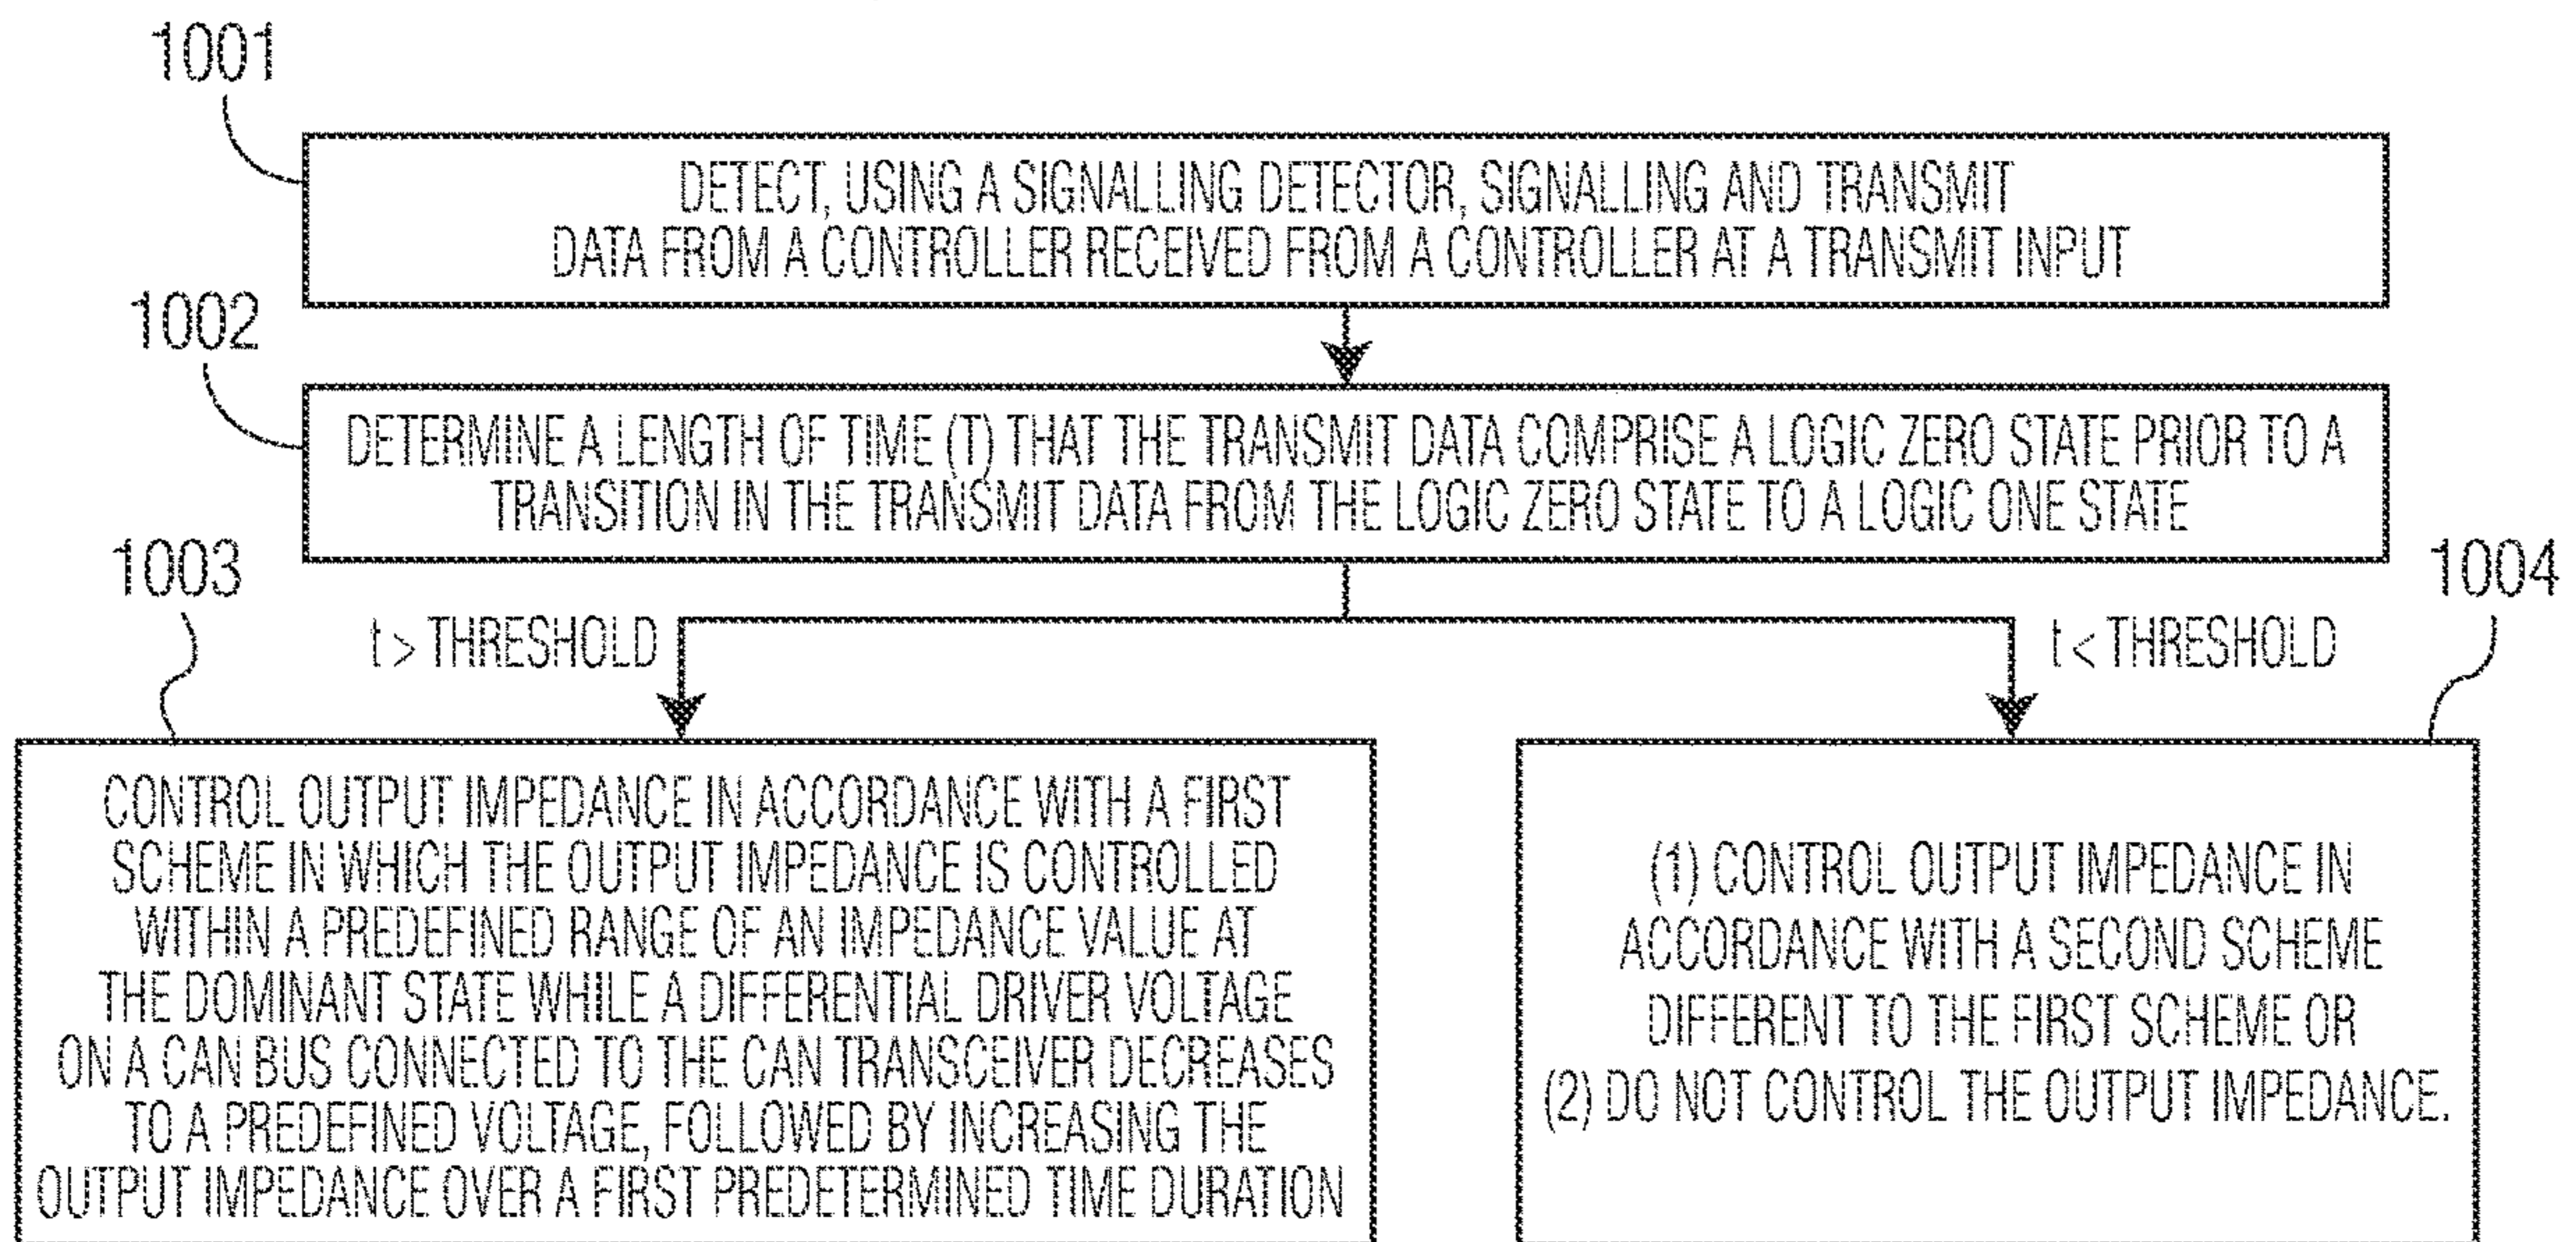 1001
DETECT, USING A SIGNALLING DETECTOR, SIGNALLING AND TRANSMIT
DATA FROM A CONTROLLER RECEIVED FROM A CONTROLLER AT A TRANSMIT INPUT
1002
DETERMINE A LENGTH OF TIME (T) THAT THE TRANSMIT DATA COMPRISE A LOGIC ZERO STATE PRIOR TO A
TRANSITION IN THE TRANSMIT DATA FROM THE LOGIC ZERO STATE TO A LOGIC ONE STATE
1003
1004
t > THRESHOLD
t < THRESHOLD
CONTROL OUTPUT IMPEDANCE IN ACCORDANCE WITH A FIRST
SCHEME IN WHICH THE OUTPUT IMPEDANCE IS CONTROLLED
WITHIN A PREDEFINED RANGE OF AN IMPEDANCE VALUE AT
THE DOMINANT STATE WHILE A DIFFERENTIAL DRIVER VOLTAGE
ON A CAN BUS CONNECTED TO THE CAN TRANSCEIVER DECREASES
TO A PREDEFINED VOLTAGE, FOLLOWED BY INCREASING THE
OUTPUT IMPEDANCE OVER A FIRST PREDETERMINED TIME DURATION
(1) CONTROL OUTPUT IMPEDANCE IN
ACCORDANCE WITH A SECOND SCHEME
DIFFERENT TO THE FIRST SCHEME OR
(2) DO NOT CONTROL THE OUTPUT IMPEDANCE.